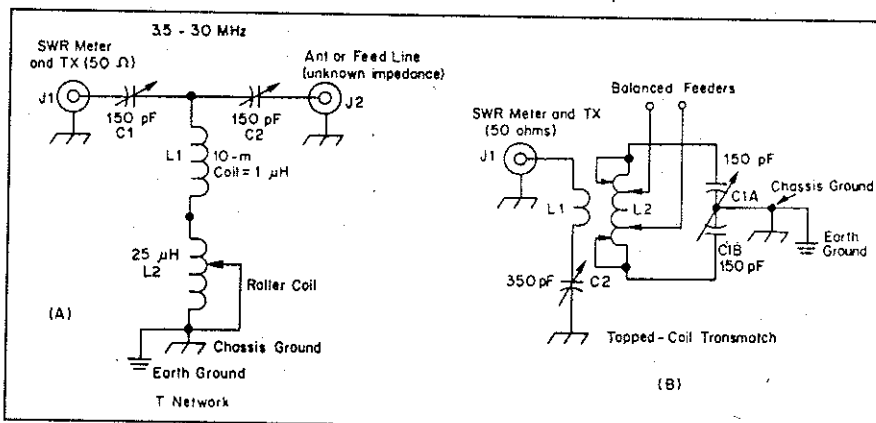 3.5 - 30 MHz
SWR Meter
and TX (50 Ω)
J1
150 pF
C1
150 pF
C2
Ant or Feed Line
(unknown impedance)
J2
L1
10-m
Coil = 1 μH
25 μH
L2
Roller Coil
(A)
Chassis Ground
Earth Ground
T Network
Balanced Feeders
SWR Meter and TX
(50 ohms)
J1
L1
L2
150 pF
C1A
Chassis Ground
C1B
150 pF
Earth
Ground
350 pF
C2
Tapped-Coil Transmatch
(B)